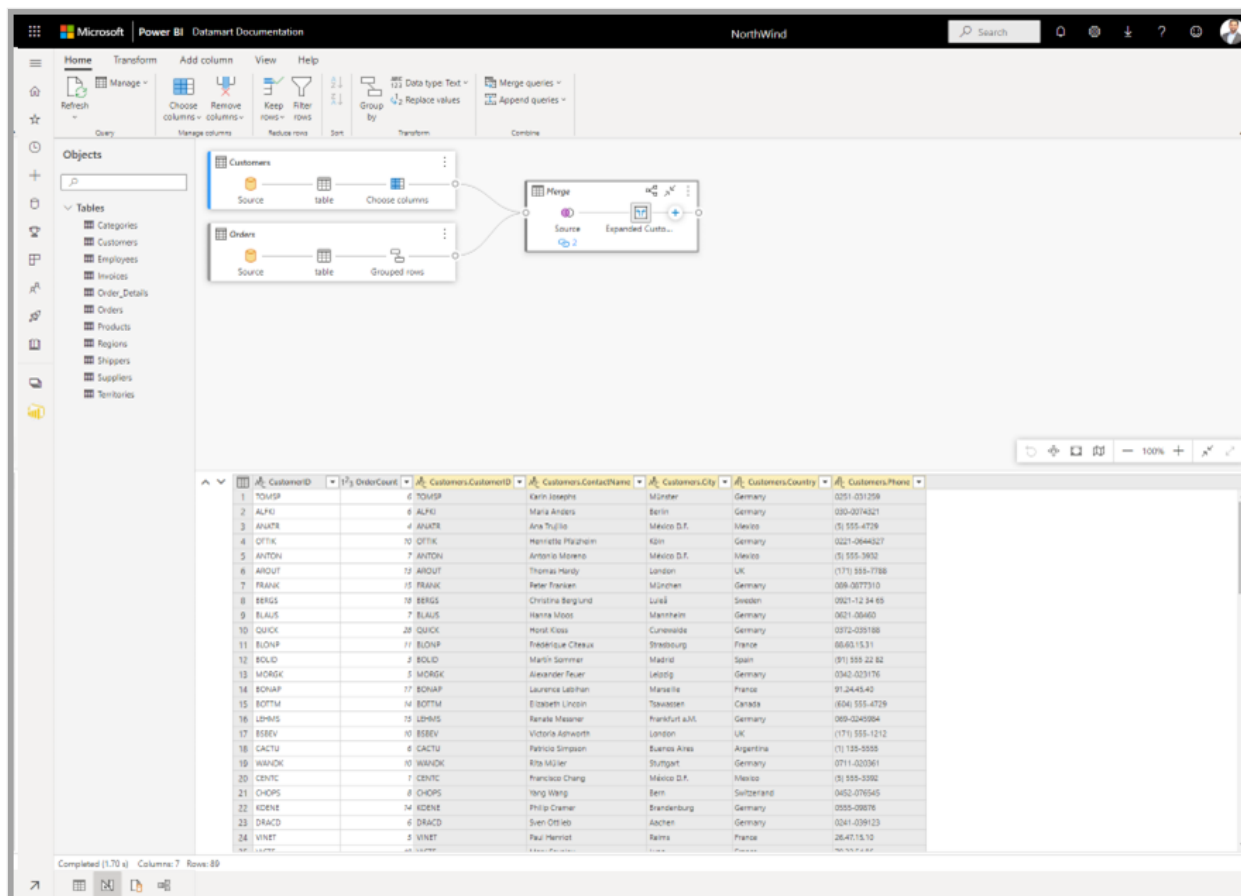 Microsoft Power BI Datamart Documentation NorthWind Search
Home Transform Add column View Help
Manage
Refresh
Choose columns
Remove columns
Keep rows
Filter rows
Group by
Data type: Text
Replace values
Merge queries
Append queries
Query Manage columns Reduce rows Sort Transform Combine
Objects
Tables
Categories
Customers
Employees
Invoices
Order_Details
Orders
Products
Regions
Shippers
Suppliers
Territories
Customers
Source table Choose columns
Orders
Source table Grouped rows
Merge
Source Expanded Custo...
2
100%
CustomerID OrderCount Customers.CustomerID Customers.ContactName Customers.City Customers.Country Customers.Phone
1 TOMSP 6 TOMSP Karin Josephs Münster Germany 0251-031259
2 ALFKI 6 ALFKI Maria Anders Berlin Germany 030-0074321
3 ANATR 4 ANATR Ana Trujillo México D.F. Mexico (5) 555-4729
4 OTTIK 10 OTTIK Henriette Pfalzheim Köln Germany 0221-0644327
5 ANTON 7 ANTON Antonio Moreno México D.F. Mexico (5) 555-3932
6 AROUT 13 AROUT Thomas Hardy London UK (171) 555-7788
7 FRANK 15 FRANK Peter Franken München Germany 089-0877310
8 BERGS 18 BERGS Christina Berglund Luleå Sweden 0921-12 34 65
9 BLAUS 7 BLAUS Hanna Moos Mannheim Germany 0621-08460
10 QUICK 28 QUICK Horst Kloss Cunewalde Germany 0372-035188
11 BLONP 11 BLONP Frédérique Citeaux Strasbourg France 88.60.15.31
12 BOLID 3 BOLID Martín Sommer Madrid Spain (91) 555 22 82
13 MORGK 5 MORGK Alexander Feuer Leipzig Germany 0342-023176
14 BONAP 17 BONAP Laurence Lebihan Marseille France 91.24.45.40
15 BOTTM 14 BOTTM Elizabeth Lincoln Tsawassen Canada (604) 555-4729
16 LEHMS 15 LEHMS Renate Messner Frankfurt a.M. Germany 069-0245984
17 BSBEV 10 BSBEV Victoria Ashworth London UK (171) 555-1212
18 CACTU 6 CACTU Patricio Simpson Buenos Aires Argentina (1) 135-5555
19 WANDK 10 WANDK Rita Müller Stuttgart Germany 0711-020361
20 CENTC 1 CENTC Francisco Chang México D.F. Mexico (5) 555-3392
21 CHOPS 8 CHOPS Yang Wang Bern Switzerland 0452-076545
22 KOENE 14 KOENE Philip Cramer Brandenburg Germany 0555-09876
23 DRACD 6 DRACD Sven Ottlieb Aachen Germany 0241-039123
24 VINET 5 VINET Paul Henriot Reims France 26.47.15.10
Completed (1.70 s) Columns: 7 Rows: 89